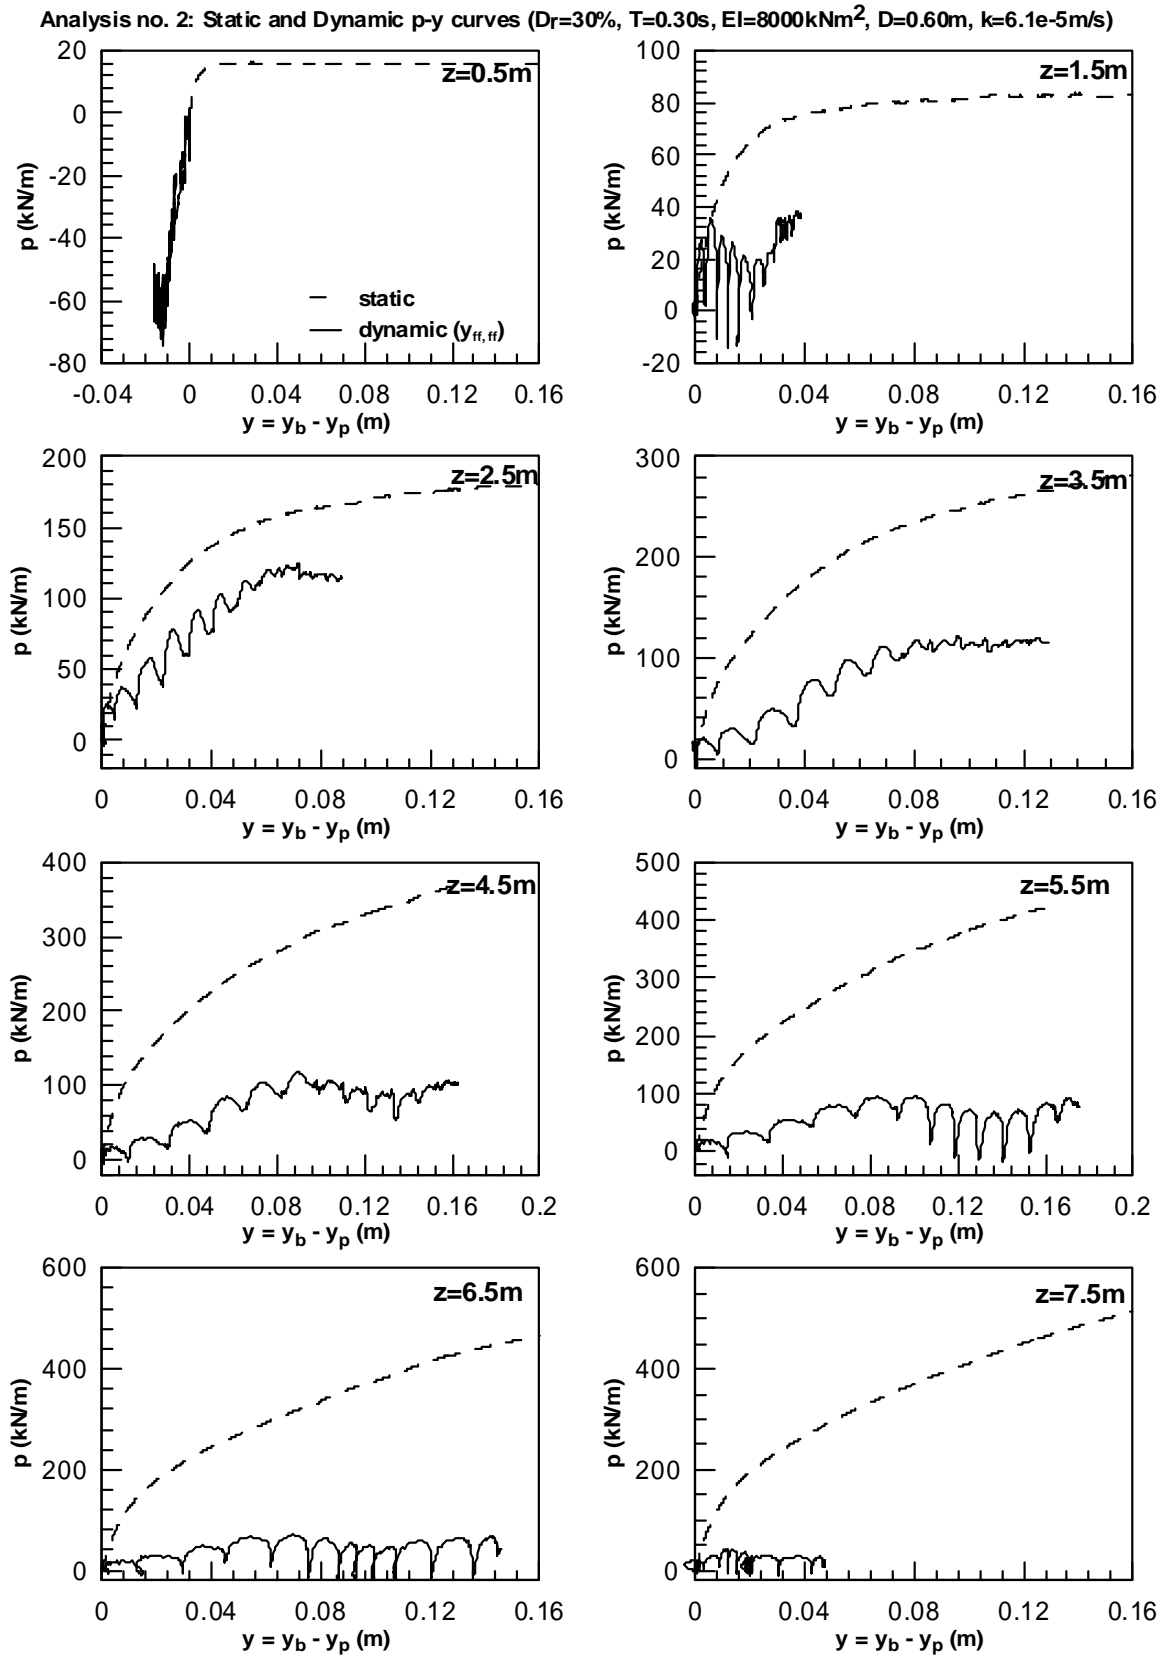 Analysis no. 2: Static and Dynamic p-y curves (Dr=30%, T=0.30s, EI=8000kNm2, D=0.60m, k=6.1e-5m/s)
z=0.5m
20
0
-20
-40
-60
-80
p (kN/m)
static
dynamic (yff,ff)
-0.04 0 0.04 0.08 0.12 0.16
y = yb - yp (m)
z=1.5m
100
80
60
40
20
0
-20
p (kN/m)
0 0.04 0.08 0.12 0.16
y = yb - yp (m)
z=2.5m
200
150
100
50
0
p (kN/m)
0 0.04 0.08 0.12 0.16
y = yb - yp (m)
z=3.5m
300
200
100
0
p (kN/m)
0 0.04 0.08 0.12 0.16
y = yb - yp (m)
z=4.5m
400
300
200
100
0
p (kN/m)
0 0.04 0.08 0.12 0.16 0.2
y = yb - yp (m)
z=5.5m
500
400
300
200
100
0
p (kN/m)
0 0.04 0.08 0.12 0.16 0.2
y = yb - yp (m)
z=6.5m
600
400
200
0
p (kN/m)
0 0.04 0.08 0.12 0.16
y = yb - yp (m)
z=7.5m
600
400
200
0
p (kN/m)
0 0.04 0.08 0.12 0.16
y = yb - yp (m)